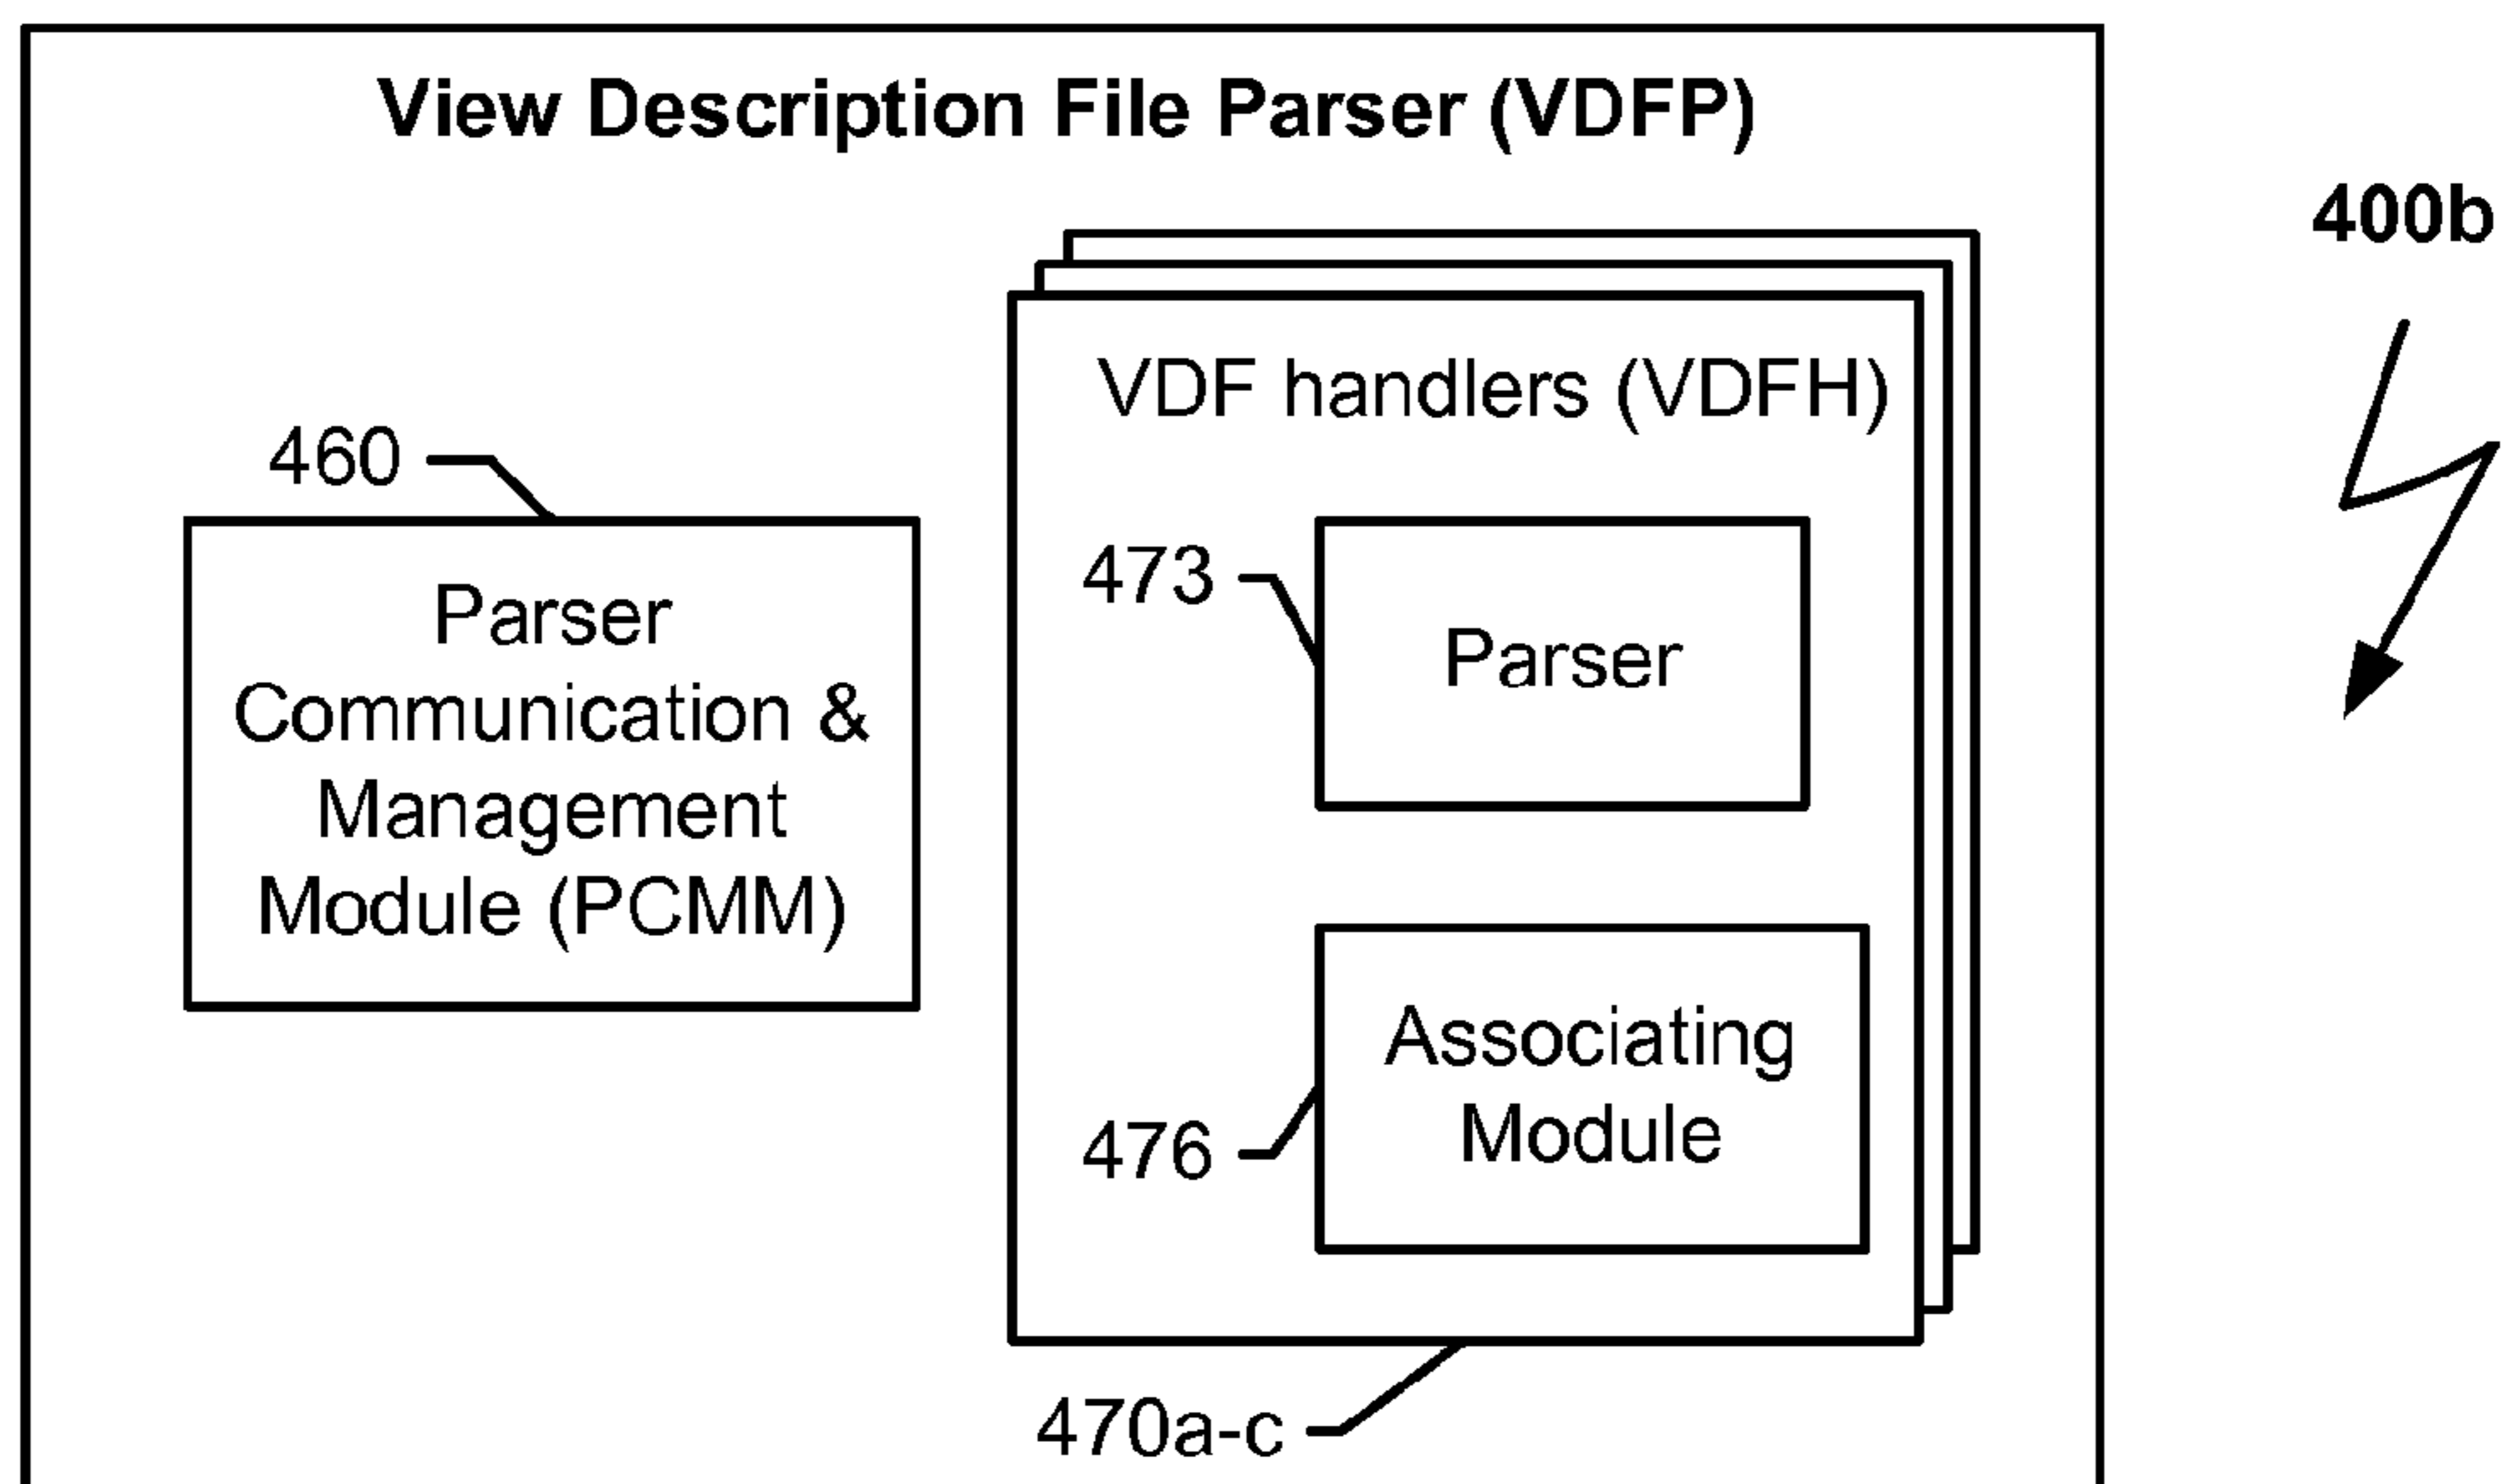 View Description File Parser (VDFP)
400b
VDF handlers (VDFH)
460
Parser
Communication &
Management
Module (PCMM)
473
Parser
Associating
Module
476
470a-c